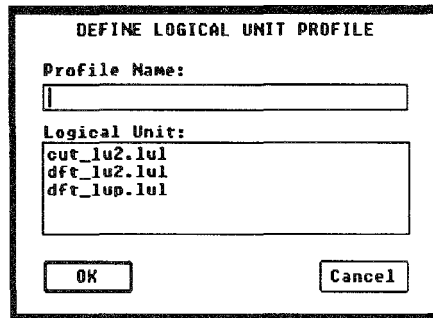 DEFINE LOGICAL UNIT PROFILE
Profile Name:
Logical Unit:
cut_lu2.lul
dft_lu2.lul
dft_lup.lul
OK
Cancel